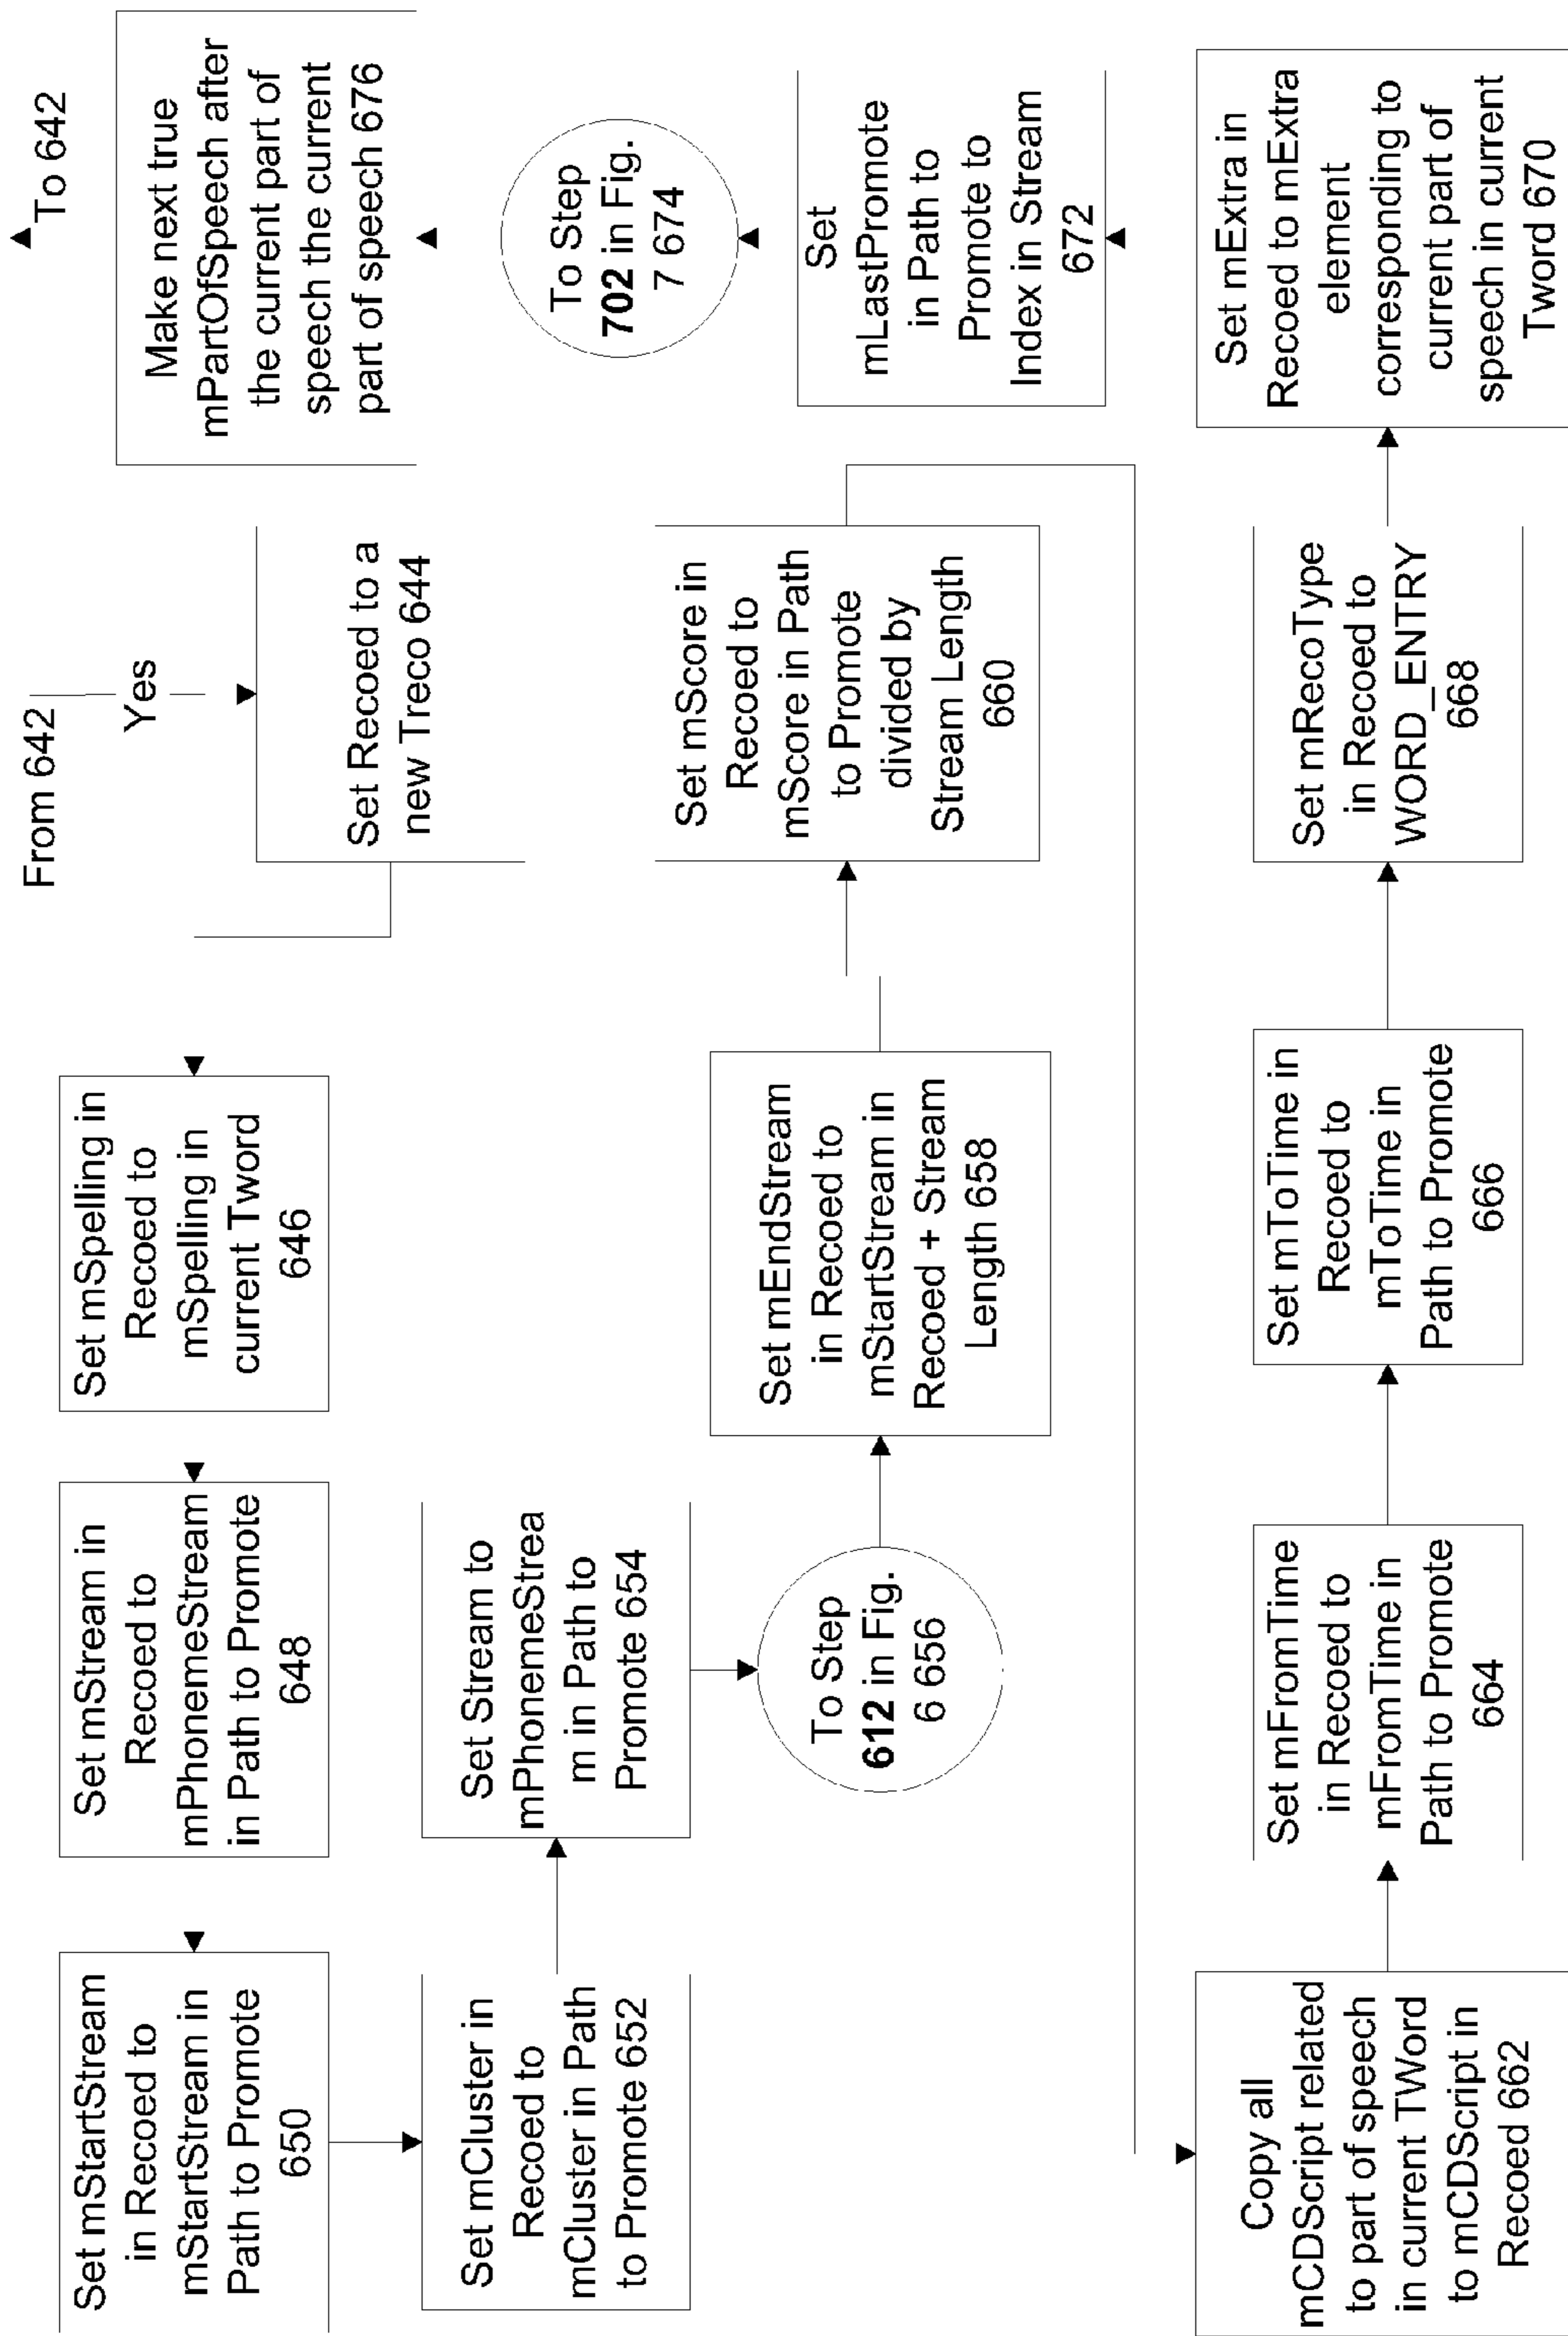 From 642
Yes
Set Recoed to a
new Treco 644
Set mSpelling in
Recoed to
mSpelling in
current Tword
646
Set mStream in
Recoed to
mPhonemeStream
in Path to Promote
648
Set mStartStream
in Recoed to
mStartStream in
Path to Promote
650
Set mCluster in
Recoed to
mCluster in Path
to Promote 652
Set Stream to
mPhonemeStrea
m in Path to
Promote 654
To Step
612 in Fig.
6 656
Set mEndStream
in Recoed to
mStartStream in
Recoed + Stream
Length 658
Set mScore in
Recoed to
mScore in Path
to Promote
divided by
Stream Length
660
Copy all
mCDScript related
to part of speech
in current TWord
to mCDScript in
Recoed 662
Set mFromTime
in Recoed to
mFromTime in
Path to Promote
664
Set mToTime in
Recoed to
mToTime in
Path to Promote
666
Set mRecoType
in Recoed to
WORD_ENTRY
668
Set mExtra in
Recoed to mExtra
element
corresponding to
current part of
speech in current
Tword 670
Set
mLastPromote
in Path to
Promote to
Index in Stream
672
To Step
702 in Fig.
7 674
Make next true
mPartOfSpeech after
the current part of
speech the current
part of speech 676
To 642